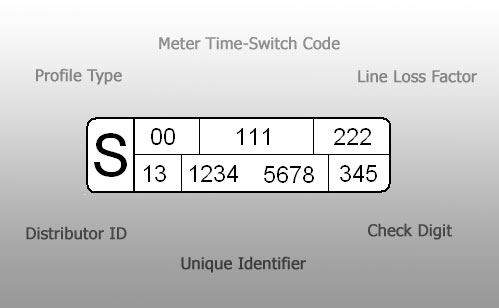 Meter Time-Switch Code
Profile Type
Line Loss Factor
S
00 111 222
13 1234 5678 345
Distributor ID
Check Digit
Unique Identifier